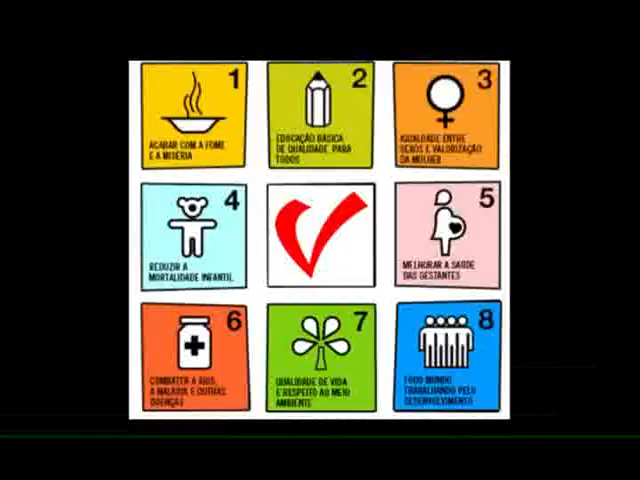 1
ACABAR COM A FOME
E A MISÉRIA
2
EDUCAÇÃO BÁSICA
DE QUALIDADE PARA
TODOS
3
IGUALDADE ENTRE
SEXOS E VALORIZAÇÃO
DA MULHER
4
REDUZIR A
MORTALIDADE INFANTIL
5
MELHORAR A SAÚDE
DAS GESTANTES
6
COMBATER A AIDS,
A MALÁRIA E OUTRAS
DOENÇAS
7
QUALIDADE DE VIDA
E RESPEITO AO MEIO
AMBIENTE
8
TODO MUNDO
TRABALHANDO PELO
DESENVOLVIMENTO